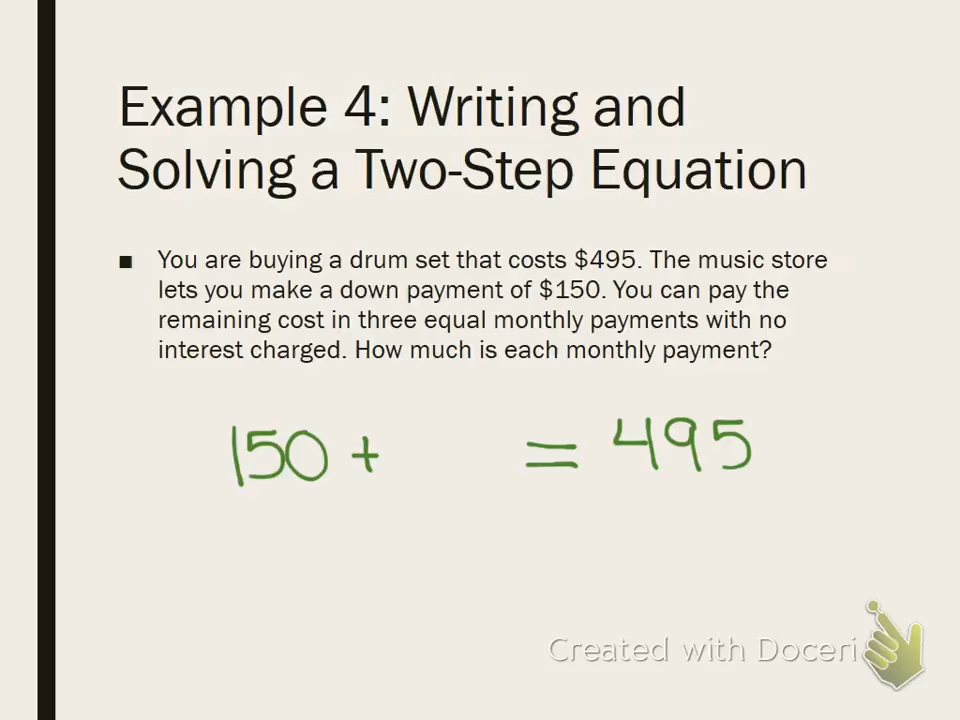 Example 4: Writing and
Solving a Two-Step Equation
■ You are buying a drum set that costs $495. The music store
lets you make a down payment of $150. You can pay the
remaining cost in three equal monthly payments with no
interest charged. How much is each monthly payment?
150 + = 495
Created with Doceri